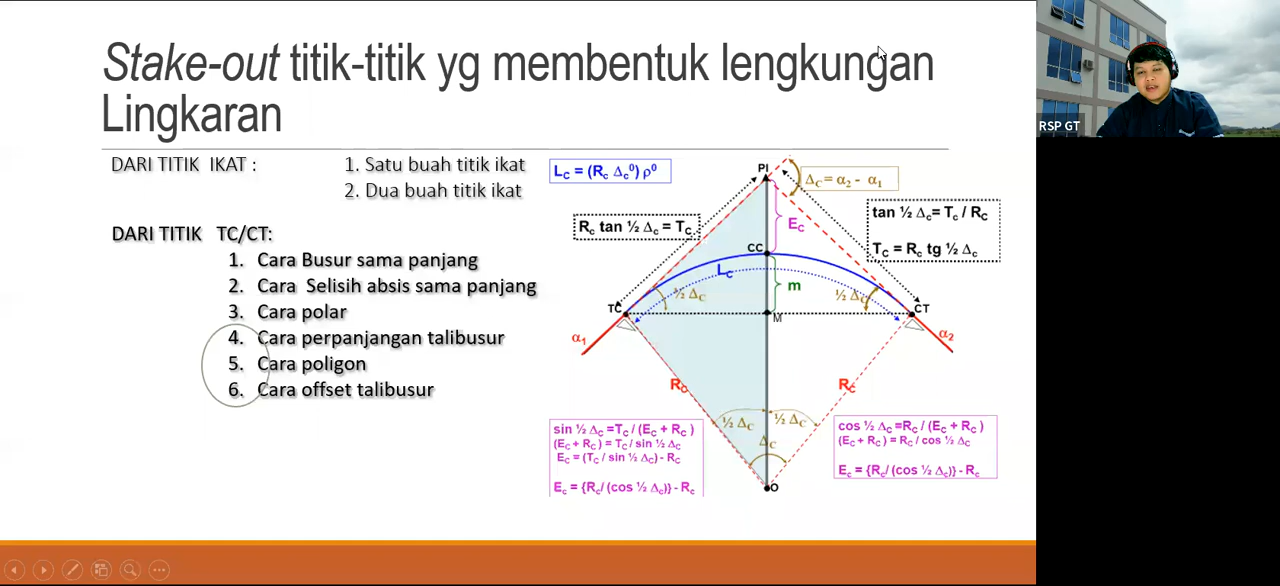 Stake-out titik-titik yg membentuk lengkungan
Lingkaran
DARI TITIK IKAT :
1. Satu buah titik ikat
2. Dua buah titik ikat
DARI TITIK TC/CT:
1. Cara Busur sama panjang
2. Cara Selisih absis sama panjang
3. Cara polar
4. Cara perpanjangan talibusur
5. Cara poligon
6. Cara offset talibusur
L_C = (R_c Δ_c⁰) ρ⁰
PI
Δ_C = α₂ - α₁
tan ½ Δ_c= T_c / R_c
T_c = R_c tg ½ Δ_c
R_c tan ½ Δ_c = T_c
E_c
CC
L_c
m
½ Δ_C
½ Δ_C
TC
M
CT
α₁
α₂
R_c
R_c
½ Δ_C
½ Δ_C
Δ_C
O
sin ½ Δ_c =T_c / (E_c + R_c)
(E_c + R_c) = T_c / sin ½ Δ_c
E_c = (T_c / sin ½ Δ_c) - R_c
E_c = {R_c/ (cos ½ Δ_c)} - R_c
cos ½ Δ_c =R_c / (E_c + R_c)
(E_c + R_c) = R_c / cos ½ Δ_c
E_c = {R_c/ (cos ½ Δ_c)} - R_c
RSP GT